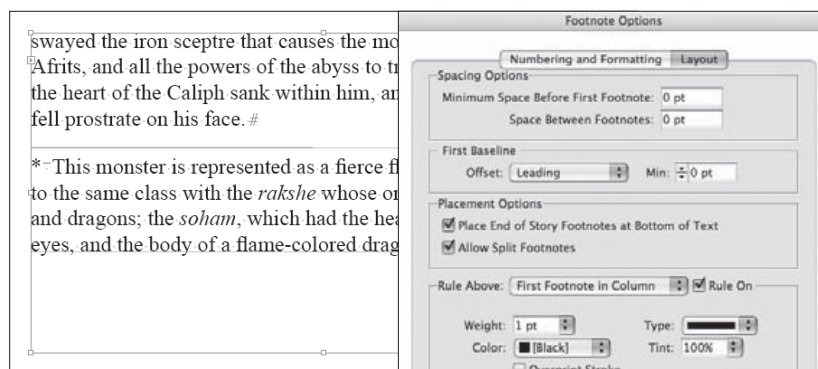 swayed the iron sceptre that causes the mo
Afrits, and all the powers of the abyss to tr
the heart of the Caliph sank within him, an
fell prostrate on his face. #
* This monster is represented as a fierce fl
to the same class with the rakshe whose or
and dragons; the soham, which had the hea
eyes, and the body of a flame-colored drag
Footnote Options
Numbering and Formatting Layout
Spacing Options
Minimum Space Before First Footnote: 0 pt
Space Between Footnotes: 0 pt
First Baseline
Offset: Leading Min: 0 pt
Placement Options
Place End of Story Footnotes at Bottom of Text
Allow Split Footnotes
Rule Above: First Footnote in Column Rule On
Weight: 1 pt Type:
Color: [Black] Tint: 100%
Overprint Stroke